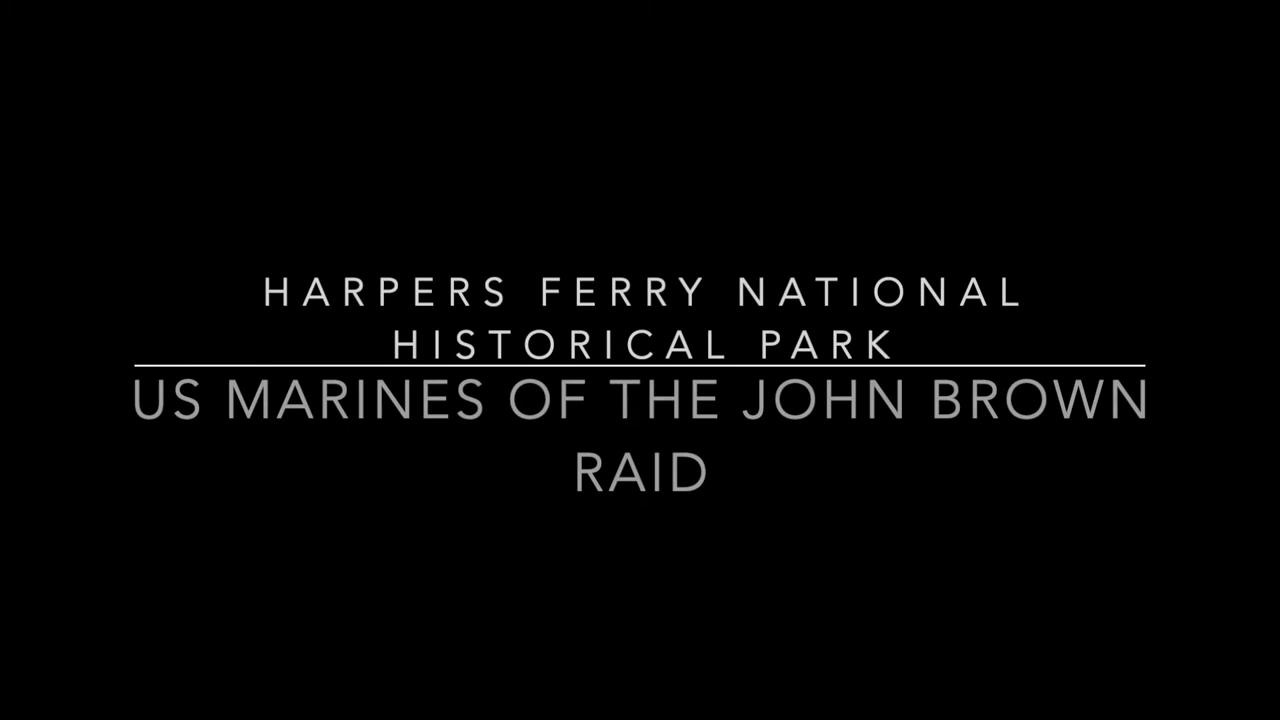 HARPERS FERRY NATIONAL
HISTORICAL PARK
US MARINES OF THE JOHN BROWN
RAID